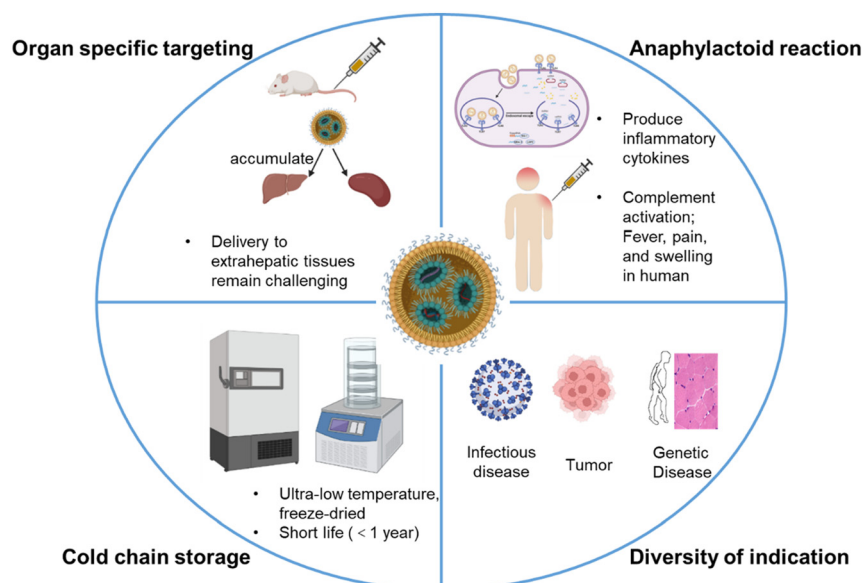 Organ specific targeting
accumulate
• Delivery to
extrahepatic tissues
remain challenging
Anaphylactoid reaction
• Produce
inflammatory
cytokines
• Complement
activation;
Fever, pain,
and swelling
in human
• Ultra-low temperature,
freeze-dried
• Short life ( < 1 year)
Cold chain storage
Infectious
disease
Tumor
Genetic
Disease
Diversity of indication